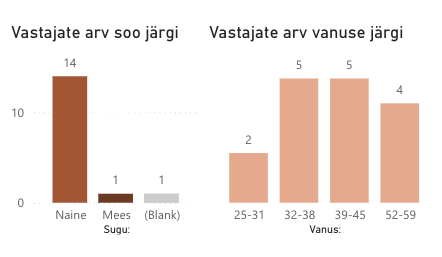 Vastajate arv soo järgi
14
10
1
1
0
Naine Mees (Blank)
Sugu:
Vastajate arv vanuse järgi
5
5
4
2
25-31 32-38 39-45 52-59
Vanus: